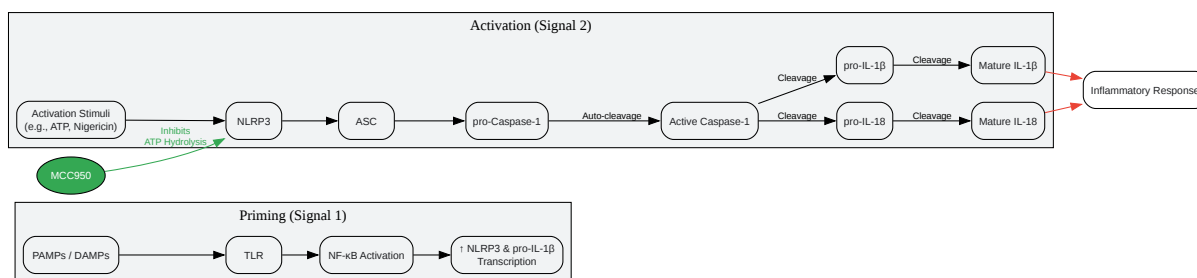 Activation (Signal 2)
pro-IL-1β
Cleavage
Mature IL-1β
Cleavage
Inflammatory Response
Activation Stimuli
(e.g., ATP, Nigericin)
NLRP3
ASC
pro-Caspase-1
Auto-cleavage
Active Caspase-1
Cleavage
pro-IL-18
Cleavage
Mature IL-18
Inhibits
ATP Hydrolysis
MCC950
Priming (Signal 1)
PAMPs / DAMPs
TLR
NF-κB Activation
↑ NLRP3 & pro-IL-1β
Transcription